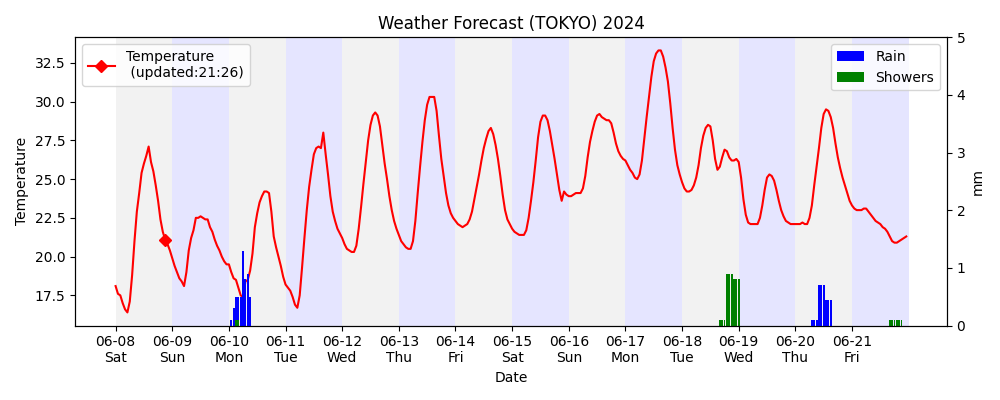 Weather Forecast (TOKYO) 2024
Temperature
(updated:21:26)
Rain
Showers
Temperature
32.5
30.0
27.5
25.0
22.5
20.0
17.5
5
4
3
2
1
0
mm
06-08 06-09 06-10 06-11 06-12 06-13 06-14 06-15 06-16 06-17 06-18 06-19 06-20 06-21
Sat Sun Mon Tue Wed Thu Fri Sat Sun Mon Tue Wed Thu Fri
Date